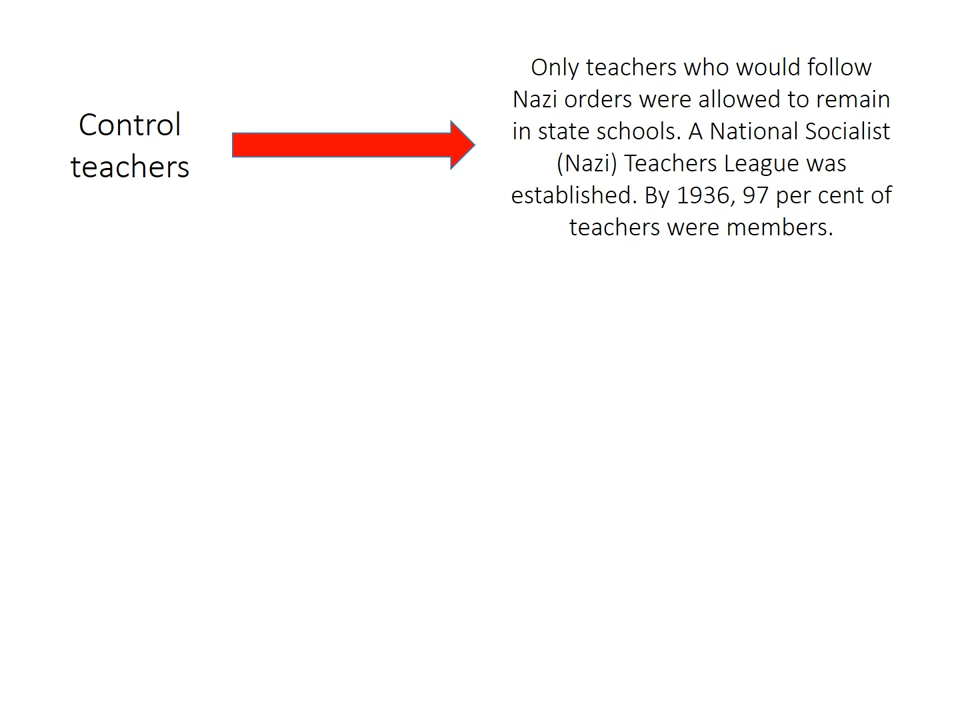 Control
teachers
Only teachers who would follow
Nazi orders were allowed to remain
in state schools. A National Socialist
(Nazi) Teachers League was
established. By 1936, 97 per cent of
teachers were members.